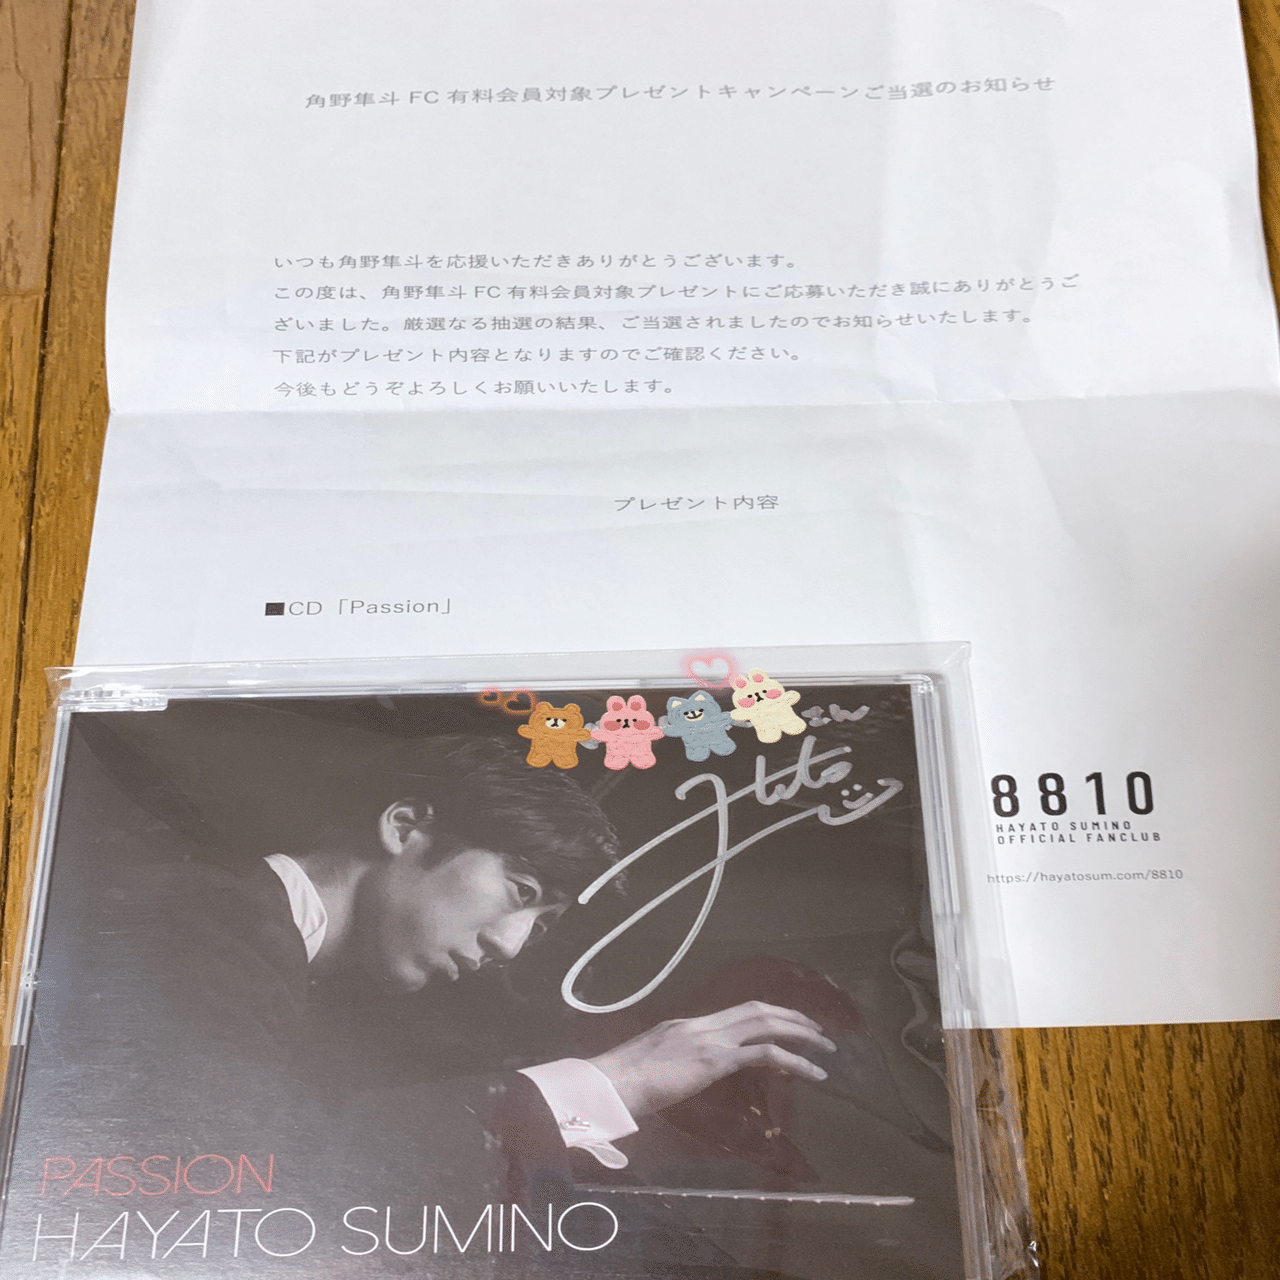 角野隼斗 FC 有料会員対象プレゼントキャンペーンご当選のお知らせ
いつも角野隼斗を応援いただきありがとうございます。
この度は、角野隼斗 FC 有料会員対象プレゼントにご応募いただき誠にありがとうご
ざいました。厳選なる抽選の結果、ご当選されましたのでお知らせいたします。
下記がプレゼント内容となりますのでご確認ください。
今後もどうぞよろしくお願いいたします。
プレゼント内容
■CD「Passion」
さん
8810
HAYATO SUMINO
OFFICIAL FANCLUB
https://hayatosum.com/8810
PASSION
HAYATO SUMINO